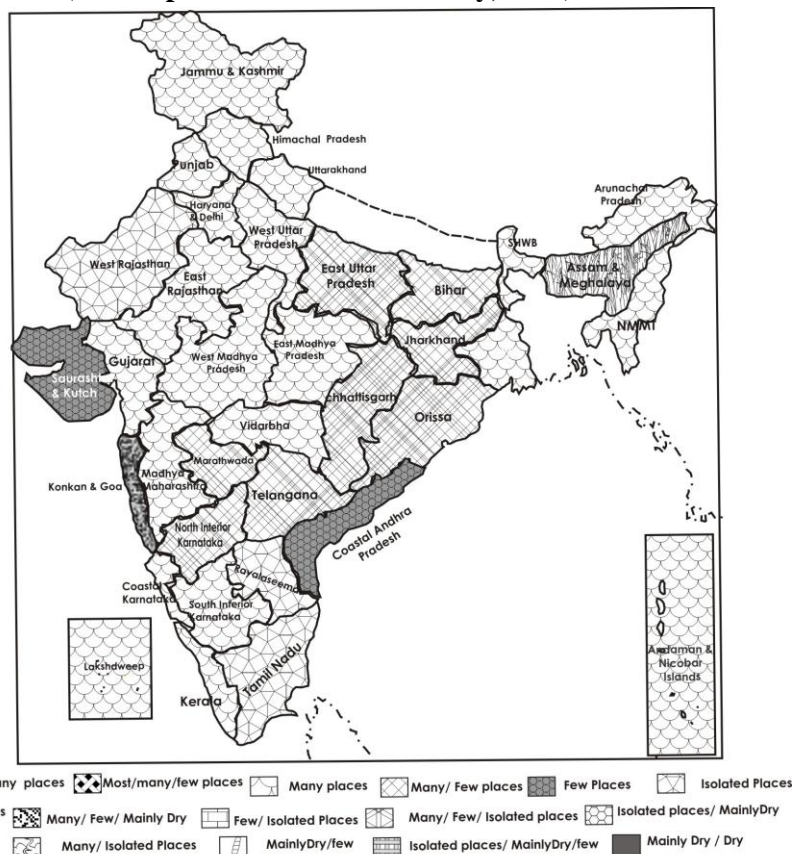 Jammu & Kashmir
Himachal Pradesh
Punjab
Uttarakhand
Haryana
& Delhi
Arunachal
Pradesh
West Uttar
Pradesh
SHWB
West Rajasthan
East
Rajasthan
East Uttar
Pradesh
Bihar
Assam &
Meghalaya
NMMT
Jharkhand
Gujarat
West Madhya
Pradesh
East Madhya
Pradesh
Saurasht
& Kutch
chhattisgarh
Orissa
Vidarbha
Marathwada
Konkan & Goa
Madhya
Maharashtra
Telangana
North Interior
Karnataka
Coastal Andhra
Pradesh
Rayalaseema
Coastal
Karnataka
South Interior
Karnataka
Lakshdweep
Andaman &
Nicobar
Islands
Tamil Nadu
Kerala
places Most/many/few places Many places Many/ Few places Few Places Isolated Places
Many/ Few/ Mainly Dry Few/ Isolated places Many/ Few/ Isolated places Isolated places/ MainlyDry
Many/ Isolated Places MainlyDry/few Isolated places/ MainlyDry/few Mainly Dry / Dry